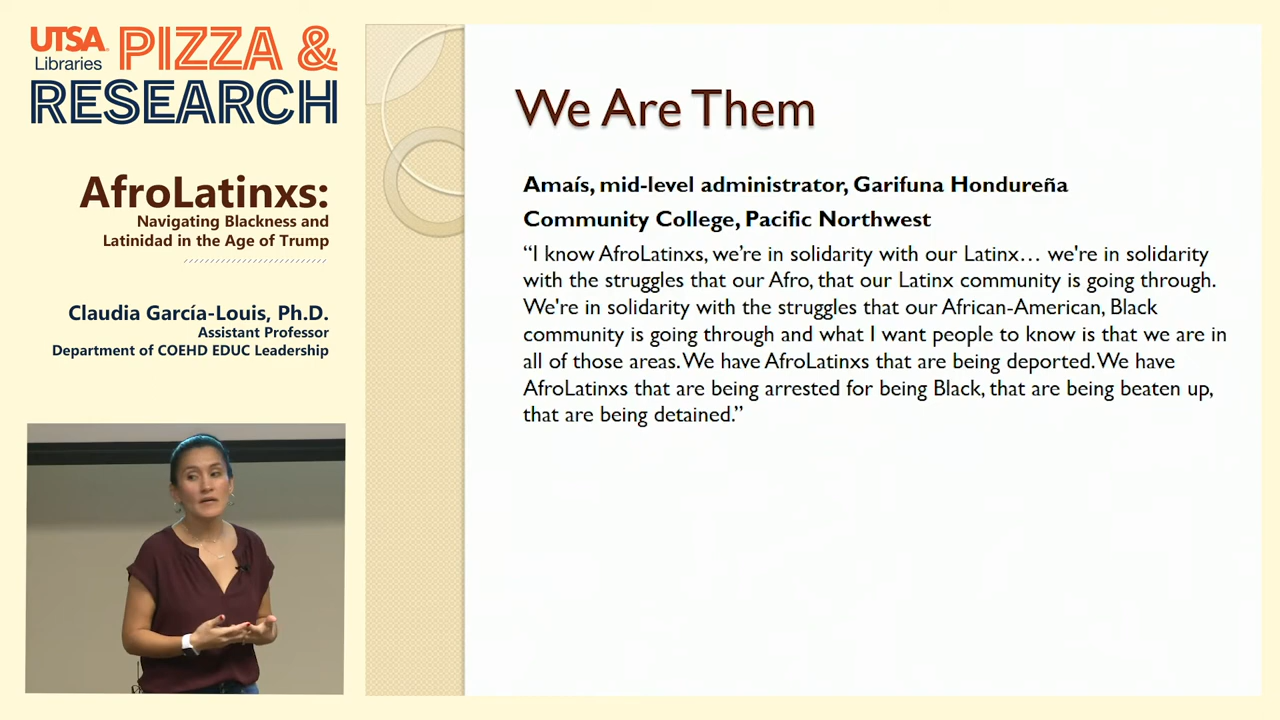 UTSA. PIZZA &
Libraries
RESEARCH
AfroLatinxs:
Navigating Blackness and
Latinidad in the Age of Trump
Claudia García-Louis, Ph.D.
Assistant Professor
Department of COEHD EDUC Leadership
We Are Them
Amaís, mid-level administrator, Garifuna Hondureña
Community College, Pacific Northwest
“I know AfroLatinxs, we’re in solidarity with our Latinx… we're in solidarity
with the struggles that our Afro, that our Latinx community is going through.
We're in solidarity with the struggles that our African-American, Black
community is going through and what I want people to know is that we are in
all of those areas. We have AfroLatinxs that are being deported. We have
AfroLatinxs that are being arrested for being Black, that are being beaten up,
that are being detained.”